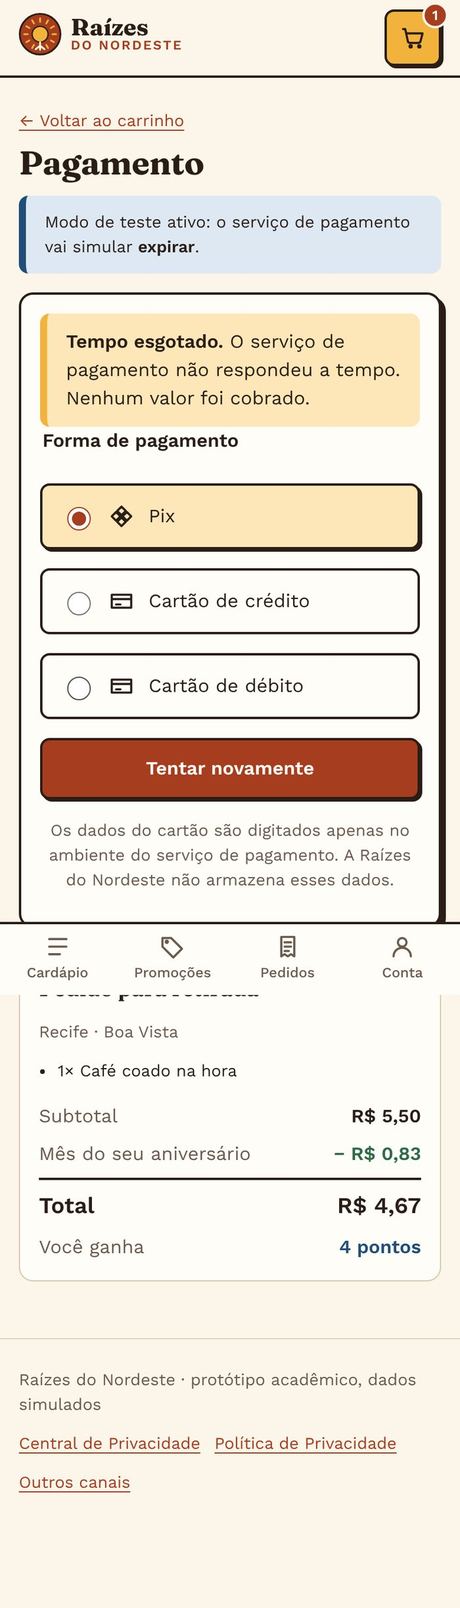 Raízes
DO NORDESTE
1
← Voltar ao carrinho
Pagamento
Modo de teste ativo: o serviço de pagamento
vai simular expirar.
Tempo esgotado. O serviço de
pagamento não respondeu a tempo.
Nenhum valor foi cobrado.
Forma de pagamento
Pix
Cartão de crédito
Cartão de débito
Tentar novamente
Os dados do cartão são digitados apenas no
ambiente do serviço de pagamento. A Raízes
do Nordeste não armazena esses dados.
Cardápio Promoções Pedidos Conta
Recife · Boa Vista
• 1× Café coado na hora
Subtotal R$ 5,50
Mês do seu aniversário − R$ 0,83
Total R$ 4,67
Você ganha 4 pontos
Raízes do Nordeste · protótipo acadêmico, dados
simulados
Central de Privacidade Política de Privacidade
Outros canais